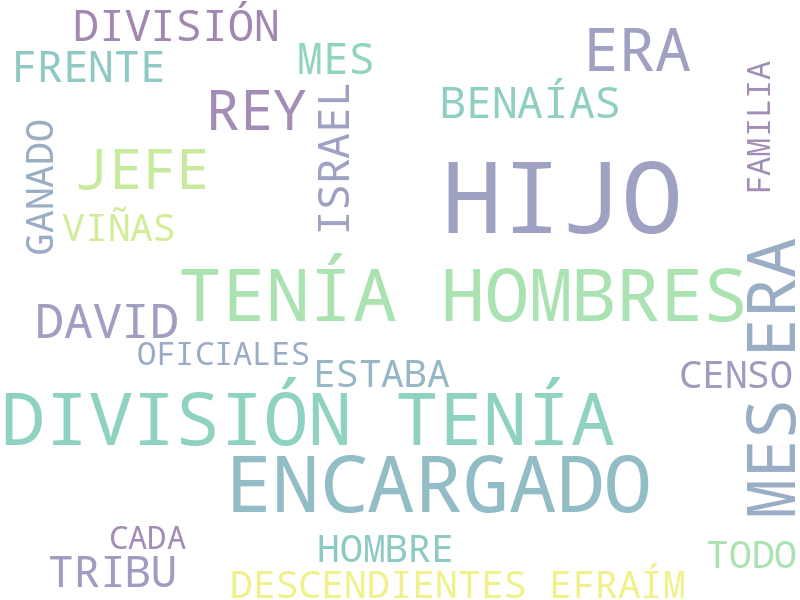 DIVISIÓN
FRENTE
MES
ERA
REY
BENAÍAS
FAMILIA
ISRAEL
GANADO
JEFE
HIJO
VIÑAS
TENÍA HOMBRES
DAVID
OFICIALES
ESTABA
CENSO
MES ERA
DIVISIÓN TENÍA
ENCARGADO
CADA
HOMBRE
TODO
TRIBU
DESCENDIENTES EFRAÍM